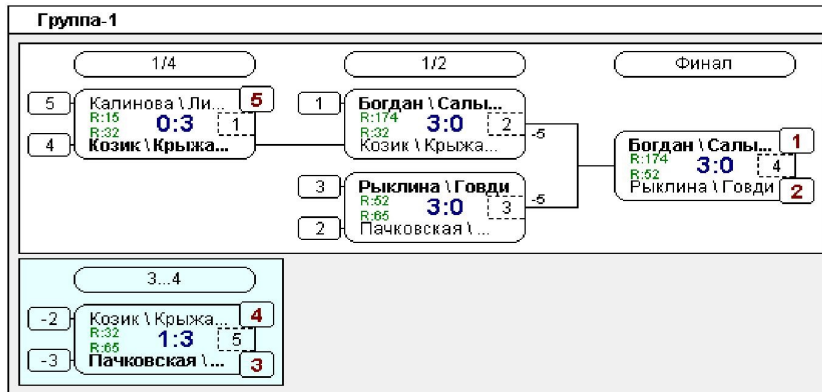 Группа-1
1/4
1/2
Финал
5
Калинова \ Ли...
5
R:15
R:32
0:3
1
4
Козик \ Крыжа...
1
Богдан \ Салы...
R:174
R:32
3:0
2
-5
Козик \ Крыжа...
3
Рыклина \ Говди
R:52
R:65
3:0
3
-5
2
Пачковская \ ...
Богдан \ Салы...
1
R:174
R:52
3:0
4
Рыклина \ Говди
2
3...4
-2
Козик \ Крыжа...
4
R:32
R:65
1:3
5
-3
Пачковская \ ...
3